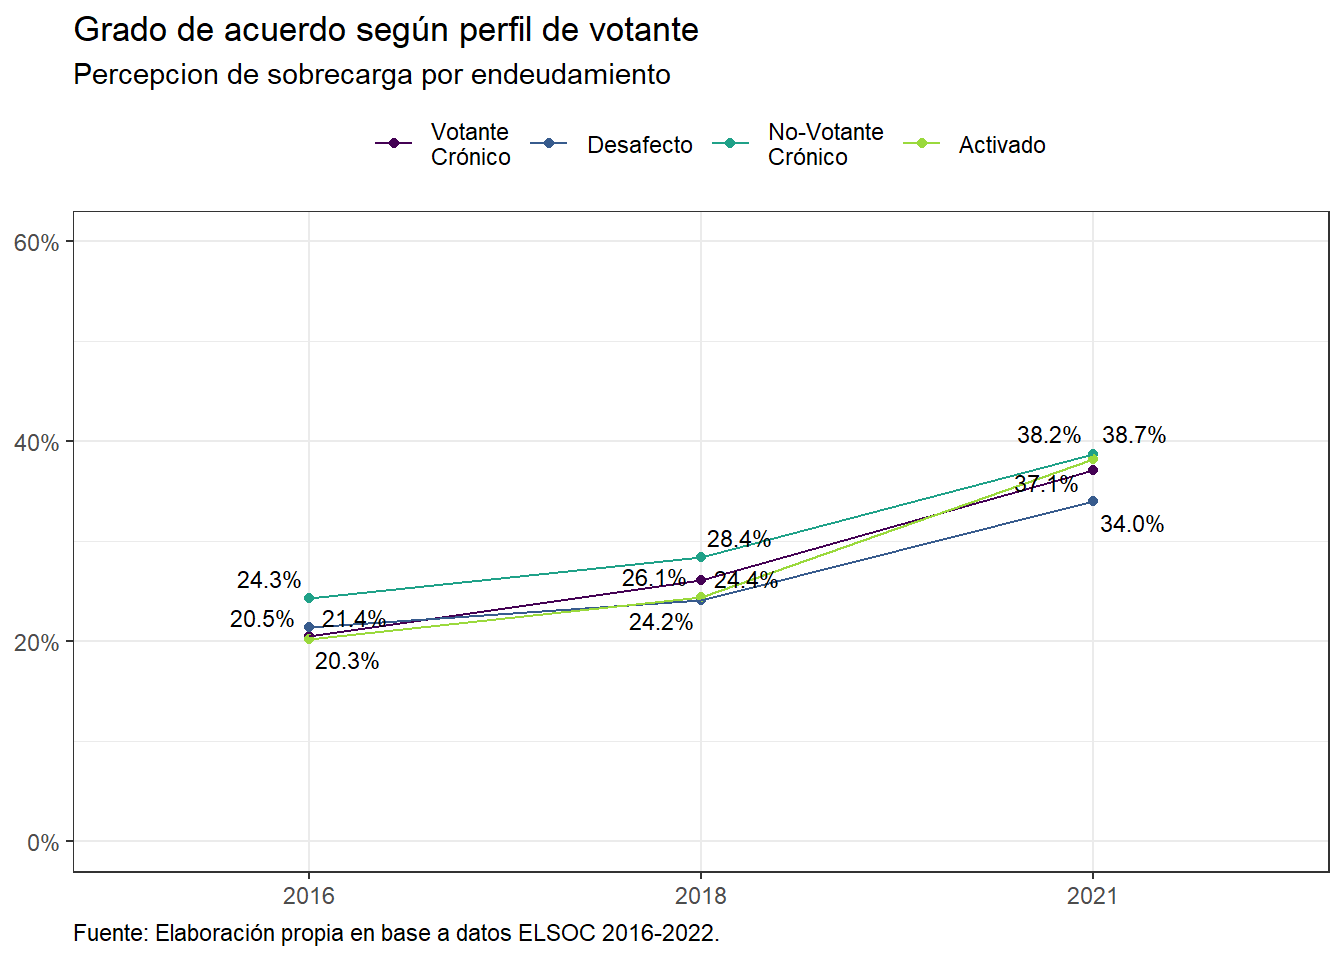 Grado de acuerdo según perfil de votante
Percepcion de sobrecarga por endeudamiento
Votante
Crónico
Desafecto
No-Votante
Crónico
Activado
60%
40%
20%
0%
38.2%
38.7%
37.1%
34.0%
28.4%
26.1%
24.4%
24.2%
24.3%
20.5%
21.4%
20.3%
2016
2018
2021
Fuente: Elaboración propia en base a datos ELSOC 2016-2022.